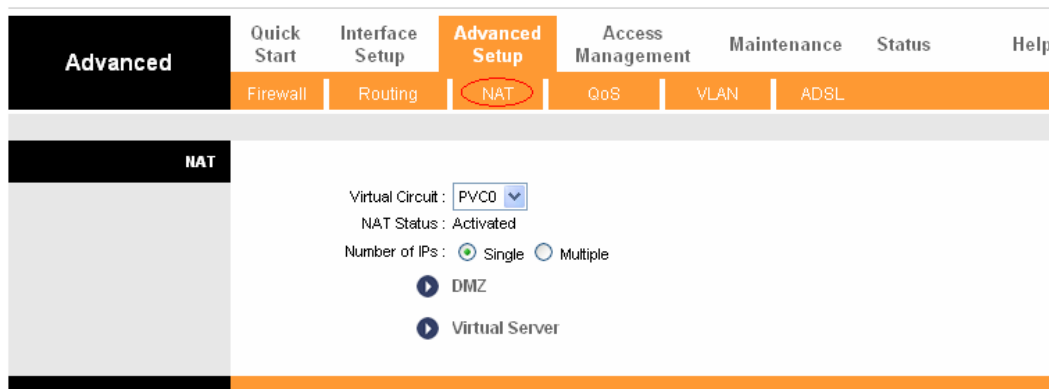 Advanced
Quick Start
Interface Setup
Advanced Setup
Access Management
Maintenance
Status
Help
Firewall
Routing
NAT
QoS
VLAN
ADSL
NAT
Virtual Circuit : PVC0
NAT Status : Activated
Number of IPs : Single Multiple
DMZ
Virtual Server